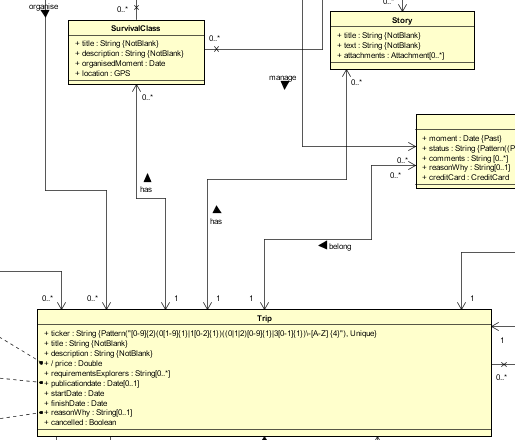 organise
0..*
SurvivalClass
+ title : String {NotBlank}
+ description : String {NotBlank}
+ organisedMoment : Date
+ location : GPS
0..*
0..*
Story
+ title : String {NotBlank}
+ text : String {NotBlank}
+ attachments : Attachment[0..*]
0..*
0..*
manage
+ moment : Date {Past}
+ status : String {Pattern((P
+ comments : String [0..*]
+ reasonWhy : String[0..1]
+ creditCard : CreditCard
0..*
0..*
has
has
belong
0..*
0..*
1
1
1
1
Trip
+ ticker : String {Pattern("[0-9]{2}(0[1-9]{1}|1[0-2]{1})((0|1|2)[0-9]{1}|3[0-1]{1})\-[A-Z]{4}"), Unique}
+ title : String {NotBlank}
+ description : String {NotBlank}
+ / price : Double
+ requirementsExplorers : String[0..*]
+ publicationdate : Date[0..1]
+ startDate : Date
+ finishDate : Date
+ reasonWhy : String[0..1]
+ cancelled : Boolean
1
0..*